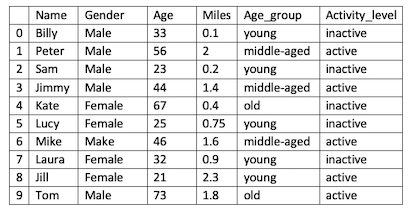 Name Gender Age Miles Age_group Activity_level
0 Billy Male 33 0.1 young inactive
1 Peter Male 56 2 middle-aged active
2 Sam Male 23 0.2 young inactive
3 Jimmy Male 44 1.4 middle-aged active
4 Kate Female 67 0.4 old inactive
5 Lucy Female 25 0.75 young inactive
6 Mike Make 46 1.6 middle-aged active
7 Laura Female 32 0.9 young inactive
8 Jill Female 21 2.3 young active
9 Tom Male 73 1.8 old active